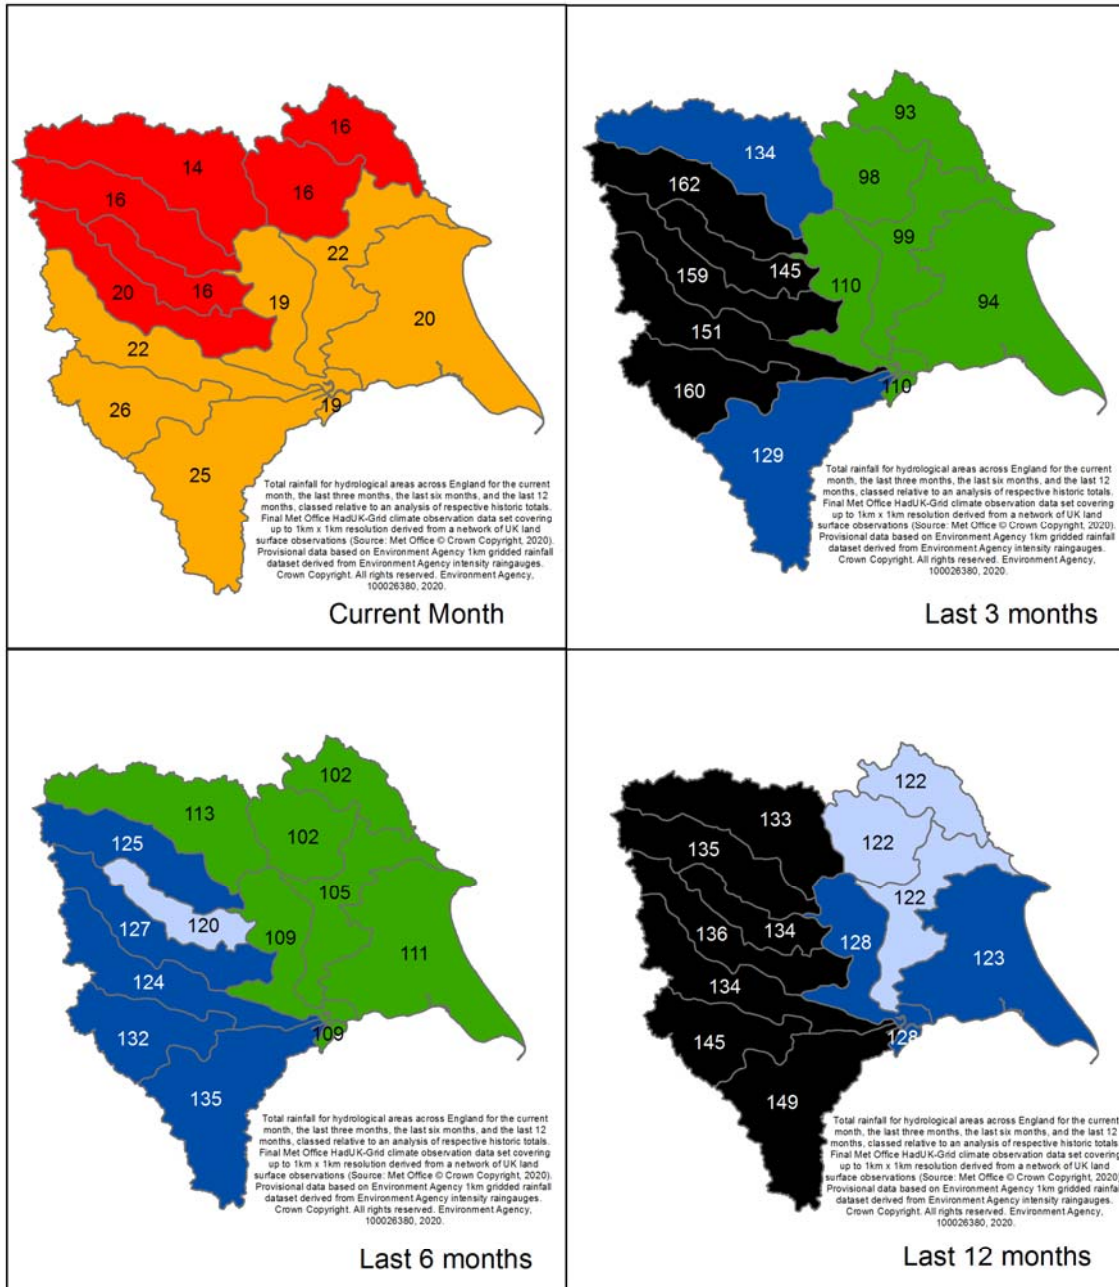 16
14
16
16
22
20
16
19
20
22
26
19
25
Total rainfall for hydrological areas across England for the current
month, the last three months, the last six months, and the last 12
months, classed relative to an analysis of respective historic totals.
Final Met Office HadUK-Grid climate observation data set covering
up to 1km x 1km resolution derived from a network of UK land
surface observations (Source: Met Office © Crown Copyright, 2020).
Provisional data based on Environment Agency 1km gridded rainfall
dataset derived from Environment Agency intensity raingauges.
Crown Copyright. All rights reserved. Environment Agency,
100026380, 2020.
Current Month
93
134
98
162
99
159
145
110
94
151
160
110
129
Total rainfall for hydrological areas across England for the current
month, the last three months, the last six months, and the last 12
months, classed relative to an analysis of respective historic totals.
Final Met Office HadUK-Grid climate observation data set covering
up to 1km x 1km resolution derived from a network of UK land
surface observations (Source: Met Office © Crown Copyright, 2020).
Provisional data based on Environment Agency 1km gridded rainfall
dataset derived from Environment Agency intensity raingauges.
Crown Copyright. All rights reserved. Environment Agency,
100026380, 2020.
Last 3 months
102
113
102
125
105
120
127
109
111
124
132
109
135
Total rainfall for hydrological areas across England for the current
month, the last three months, the last six months, and the last 12
months, classed relative to an analysis of respective historic totals.
Final Met Office HadUK-Grid climate observation data set covering
up to 1km x 1km resolution derived from a network of UK land
surface observations (Source: Met Office © Crown Copyright, 2020).
Provisional data based on Environment Agency 1km gridded rainfall
dataset derived from Environment Agency intensity raingauges.
Crown Copyright. All rights reserved. Environment Agency,
100026380, 2020.
Last 6 months
122
133
122
135
122
136
134
128
123
134
145
128
149
Total rainfall for hydrological areas across England for the current
month, the last three months, the last six months, and the last 12
months, classed relative to an analysis of respective historic totals.
Final Met Office HadUK-Grid climate observation data set covering
up to 1km x 1km resolution derived from a network of UK land
surface observations (Source: Met Office © Crown Copyright, 2020)
Provisional data based on Environment Agency 1km gridded rainfall
dataset derived from Environment Agency intensity raingauges.
Crown Copyright. All rights reserved. Environment Agency,
100026380, 2020.
Last 12 months